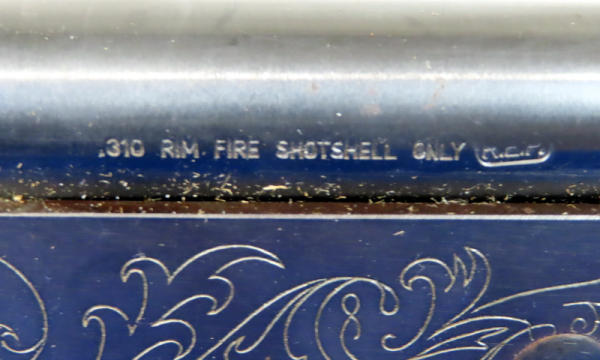 .310 RIM FIRE SHOTSHELL ONLY R.E.P.